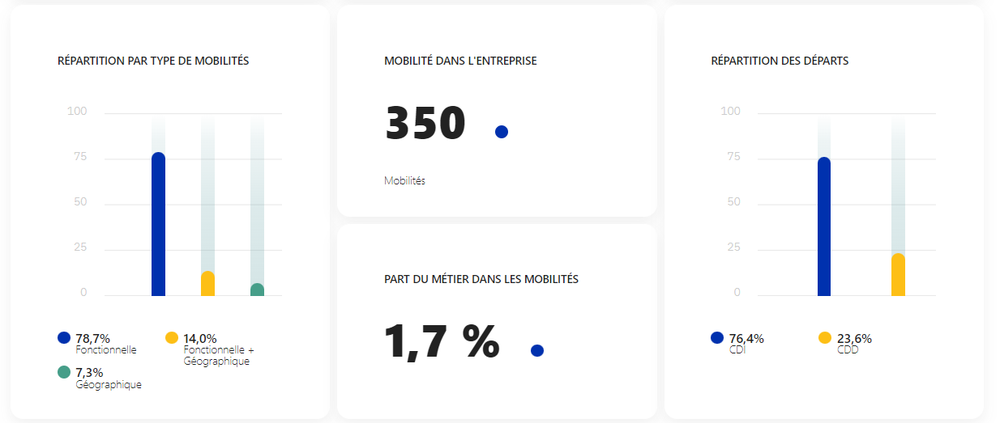 RÉPARTITION PAR TYPE DE MOBILITÉS
100
75
50
25
0
78,7%
Fonctionnelle
14,0%
Fonctionnelle +
Géographique
7,3%
Géographique
MOBILITÉ DANS L'ENTREPRISE
350
Mobilités
PART DU MÉTIER DANS LES MOBILITÉS
1,7 %
RÉPARTITION DES DÉPARTS
100
75
50
25
0
76,4%
CDI
23,6%
CDD